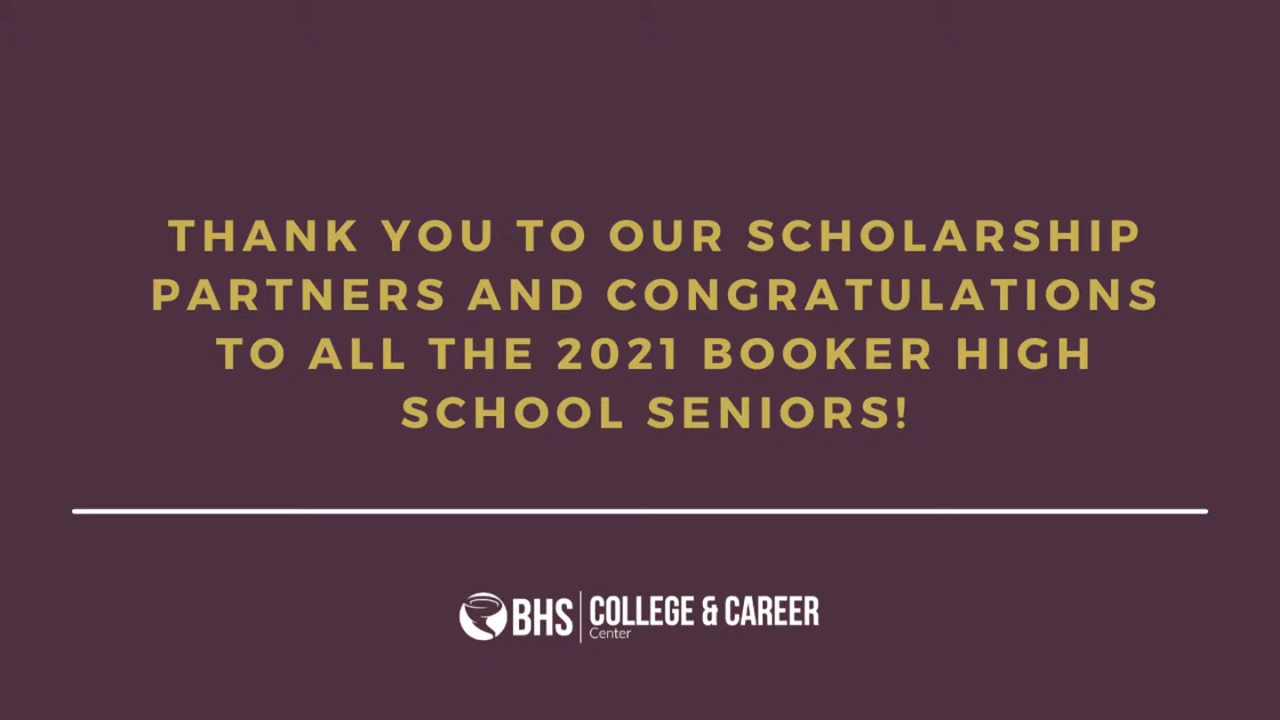 THANK YOU TO OUR SCHOLARSHIP
PARTNERS AND CONGRATULATIONS
TO ALL THE 2021 BOOKER HIGH
SCHOOL SENIORS!
BHS COLLEGE & CAREER
Center